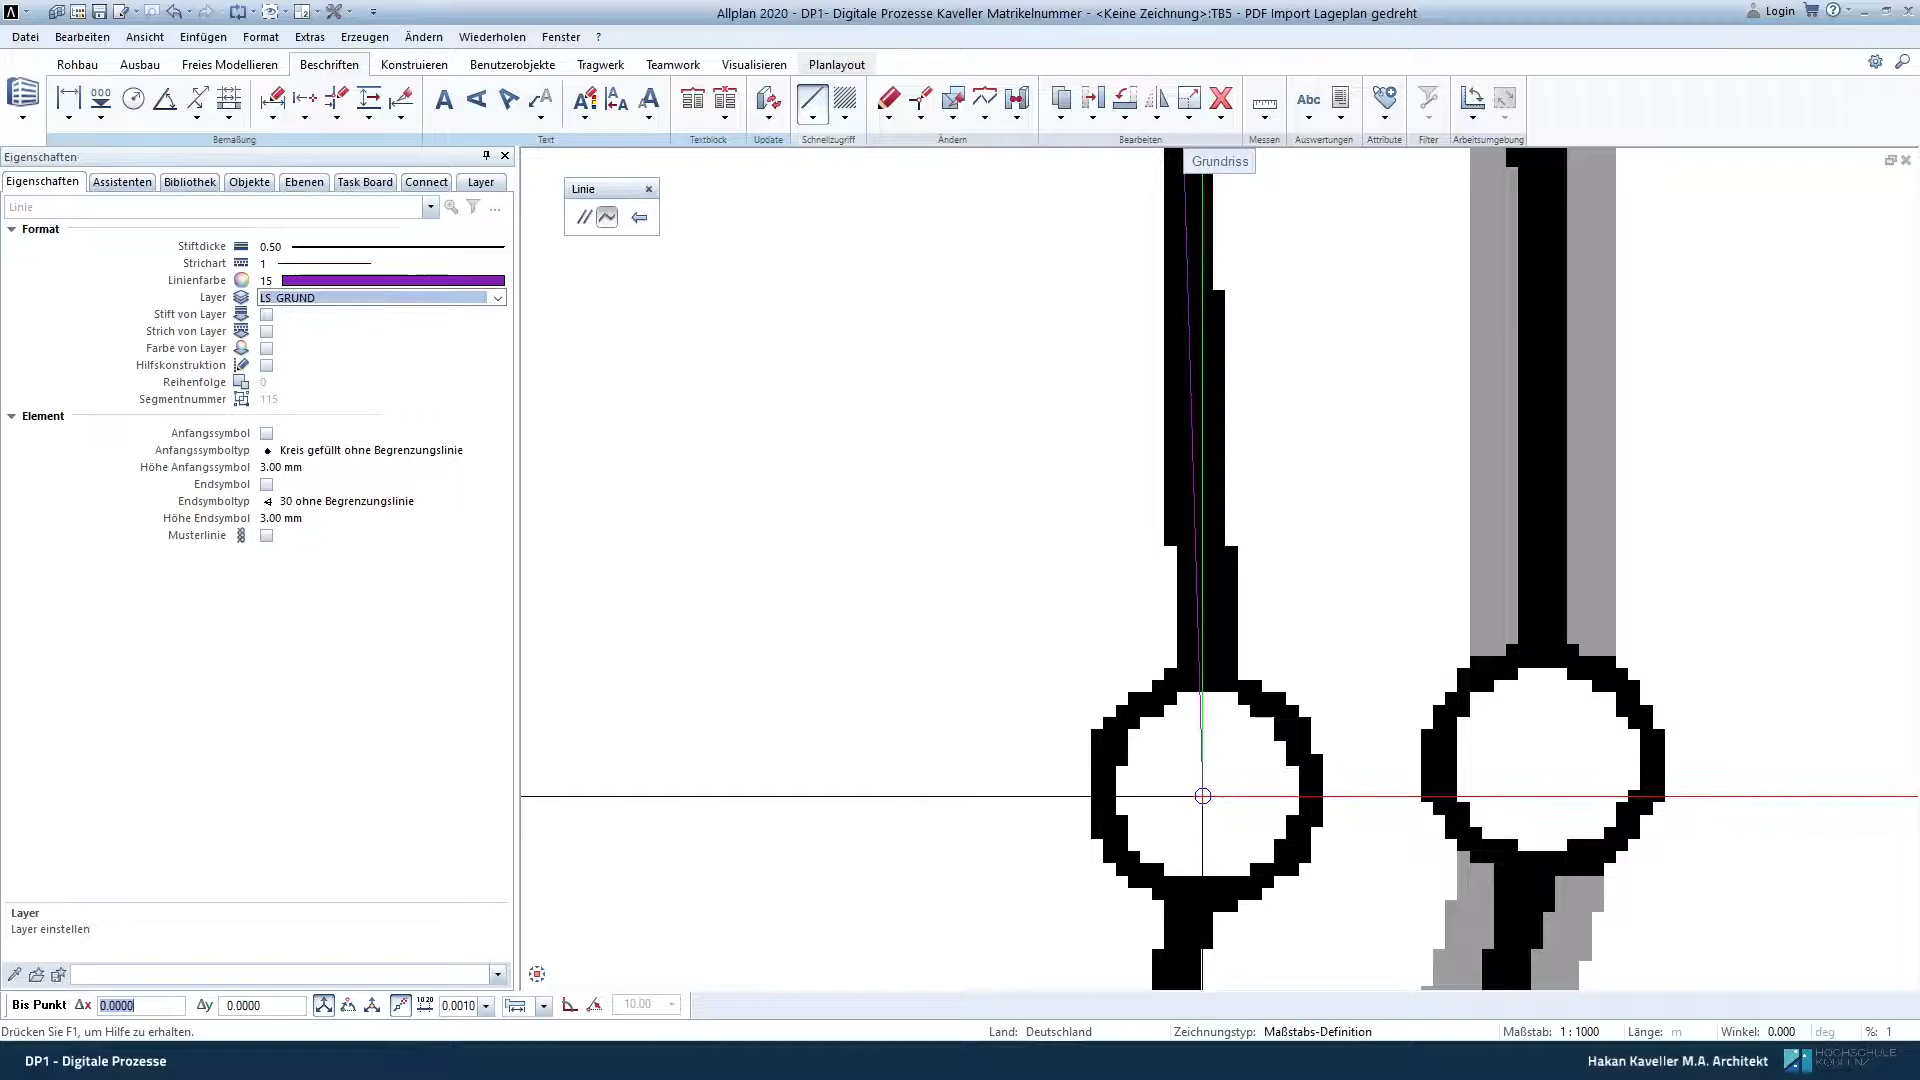 Allplan 2020 - DP1- Digitale Prozesse Kaveller Matrikelnummer - <Keine Zeichnung>:TB5 - PDF Import Lageplan gedreht
Login
Datei Bearbeiten Ansicht Einfügen Format Extras Erzeugen Ändern Wiederholen Fenster ?
Rohbau Ausbau Freies Modellieren Beschriften Konstruieren Benutzerobjekte Tragwerk Teamwork Visualisieren Planlayout
Abc
Bemaßung Text Textblock Update Schnellzugriff Ändern Bearbeiten Messen Auswertungen Attribute Filter Arbeitsumgebung
Eigenschaften
Grundriss
Eigenschaften Assistenten Bibliothek Objekte Ebenen Task Board Connect Layer
Linie
Linie
Format
Stiftdicke 0.50
Strichart 1
Linienfarbe 15
Layer LS_GRUND
Stift von Layer
Strich von Layer
Farbe von Layer
Hilfskonstruktion
Reihenfolge 0
Segmentnummer 115
Element
Anfangssymbol
Anfangssymboltyp Kreis gefüllt ohne Begrenzungslinie
Höhe Anfangssymbol 3.00 mm
Endsymbol
Endsymboltyp 30 ohne Begrenzungslinie
Höhe Endsymbol 3.00 mm
Musterlinie
Layer
Layer einstellen
Bis Punkt Δx 0.0000 Δy 0.0000 1020 0.0010 10.00
Drücken Sie F1, um Hilfe zu erhalten.
Land: Deutschland Zeichnungstyp: Maßstabs-Definition Maßstab: 1 : 1000 Länge: m Winkel: 0.000 deg %: 1
DP1 - Digitale Prozesse
Hakan Kaveller M.A. Architekt
HOCHSCHULE
KOBLENZ